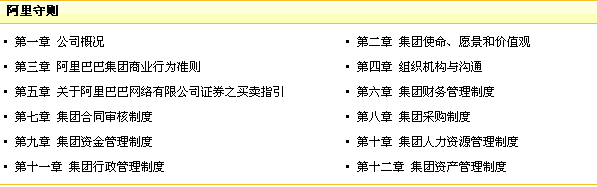 阿里守则
• 第一章 公司概况
• 第二章 集团使命、愿景和价值观
• 第三章 阿里巴巴集团商业行为准则
• 第四章 组织机构与沟通
• 第五章 关于阿里巴巴网络有限公司证券之买卖指引
• 第六章 集团财务管理制度
• 第七章 集团合同审核制度
• 第八章 集团采购制度
• 第九章 集团资金管理制度
• 第十章 集团人力资源管理制度
• 第十一章 集团行政管理制度
• 第十二章 集团资产管理制度